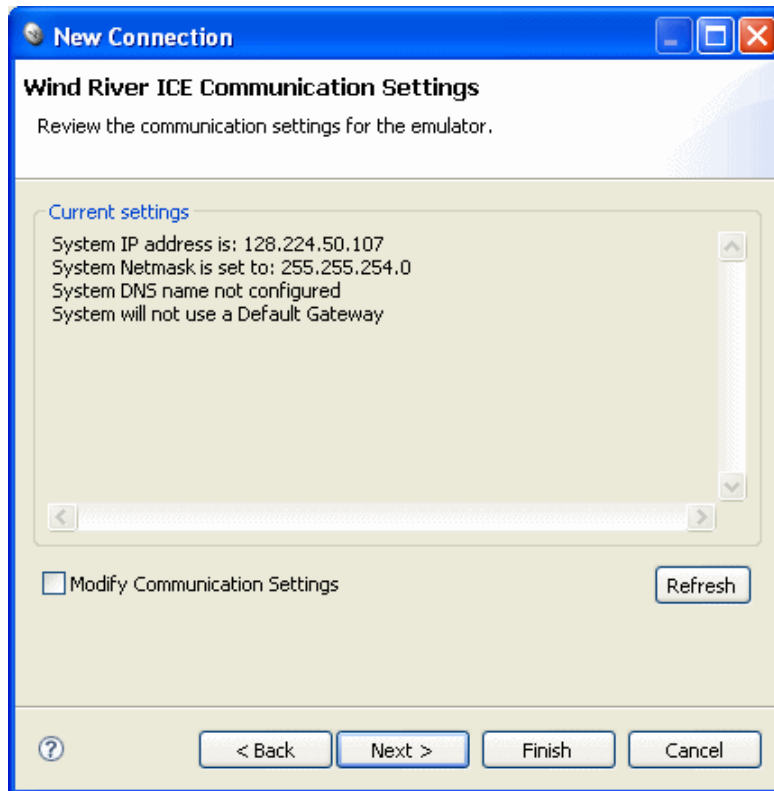 New Connection
Wind River ICE Communication Settings
Review the communication settings for the emulator.
Current settings
System IP address is: 128.224.50.107
System Netmask is set to: 255.255.254.0
System DNS name not configured
System will not use a Default Gateway
Modify Communication Settings
Refresh
?
< Back
Next >
Finish
Cancel